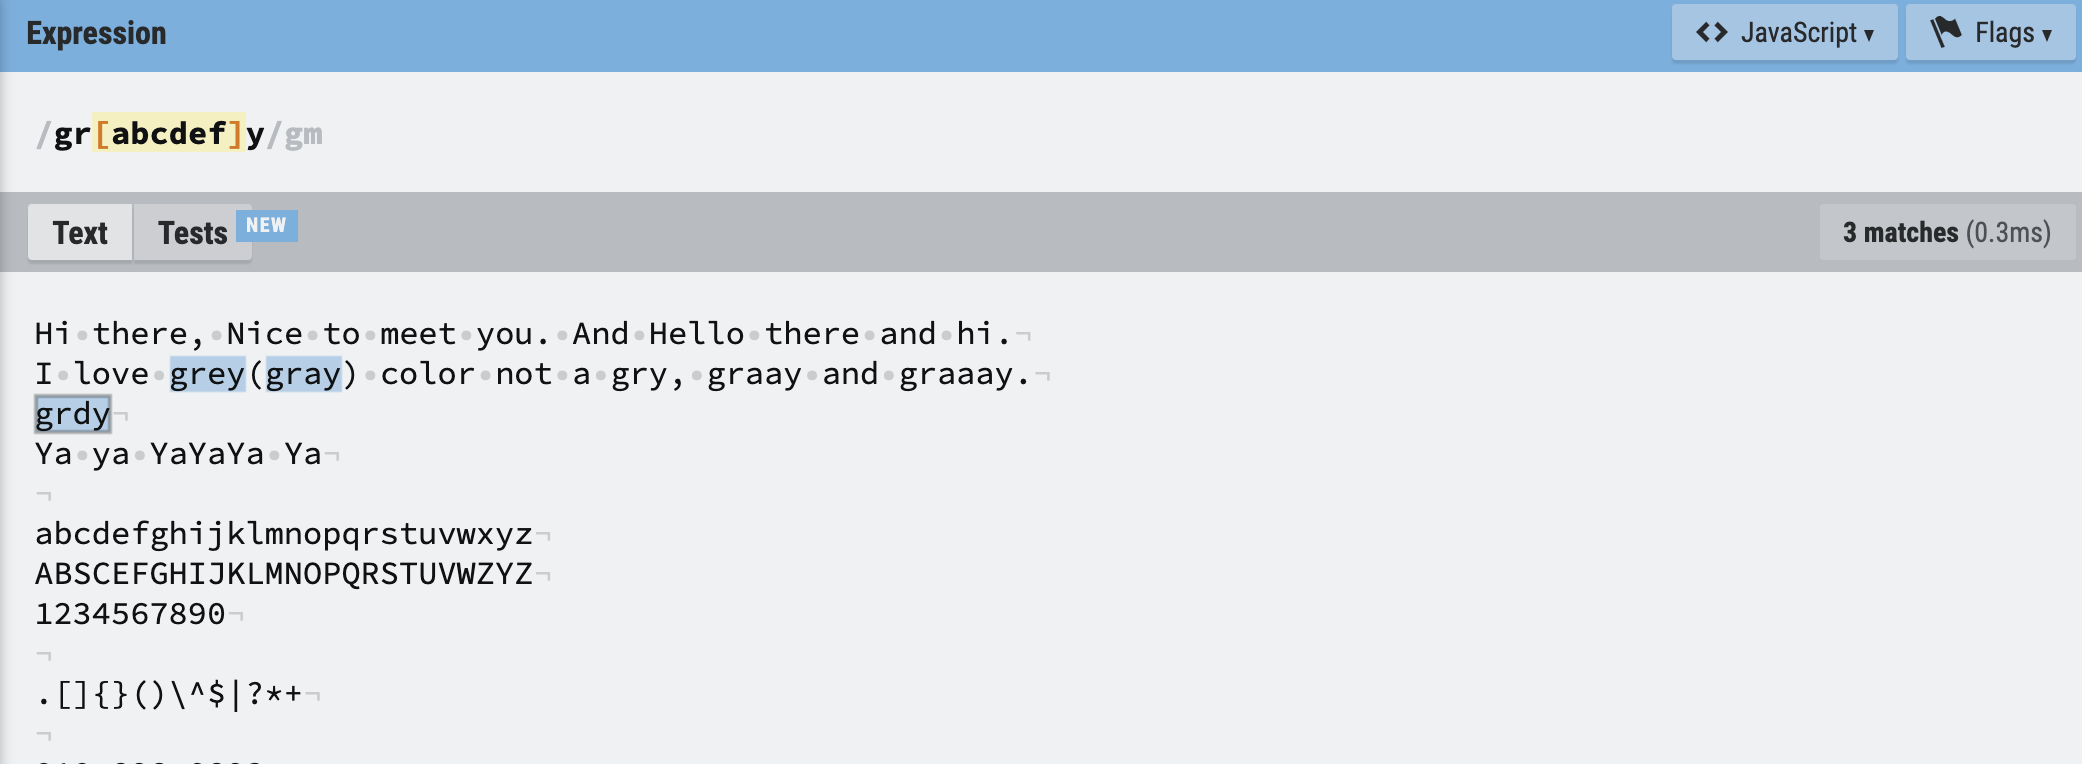 Expression
<> JavaScript ▾
Flags ▾
/gr[abcdef]y/gm
Text
Tests
NEW
3 matches (0.3ms)
Hi there, Nice to meet you. And Hello there and hi.
I love grey(gray) color not a gry, graay and graaay.
grdy
Ya ya YaYaYa Ya
abcdefghijklmnopqrstuvwxyz
ABSCEFGHIJKLMNOPQRSTUVWZYZ
1234567890
.[]{}()\^$|?*+